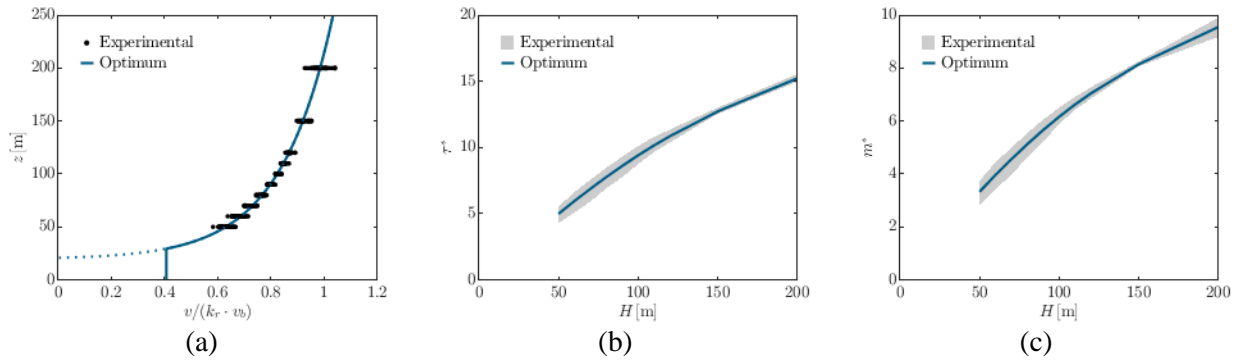 250
200
150
100
50
0
z [m]
0 0.2 0.4 0.6 0.8 1 1.2
v/(k_r · v_b)
Experimental
Optimum
(a)
20
15
10
5
0
r^s
0 50 100 150 200
H [m]
Experimental
Optimum
(b)
10
8
6
4
2
0
m^s
0 50 100 150 200
H [m]
Experimental
Optimum
(c)